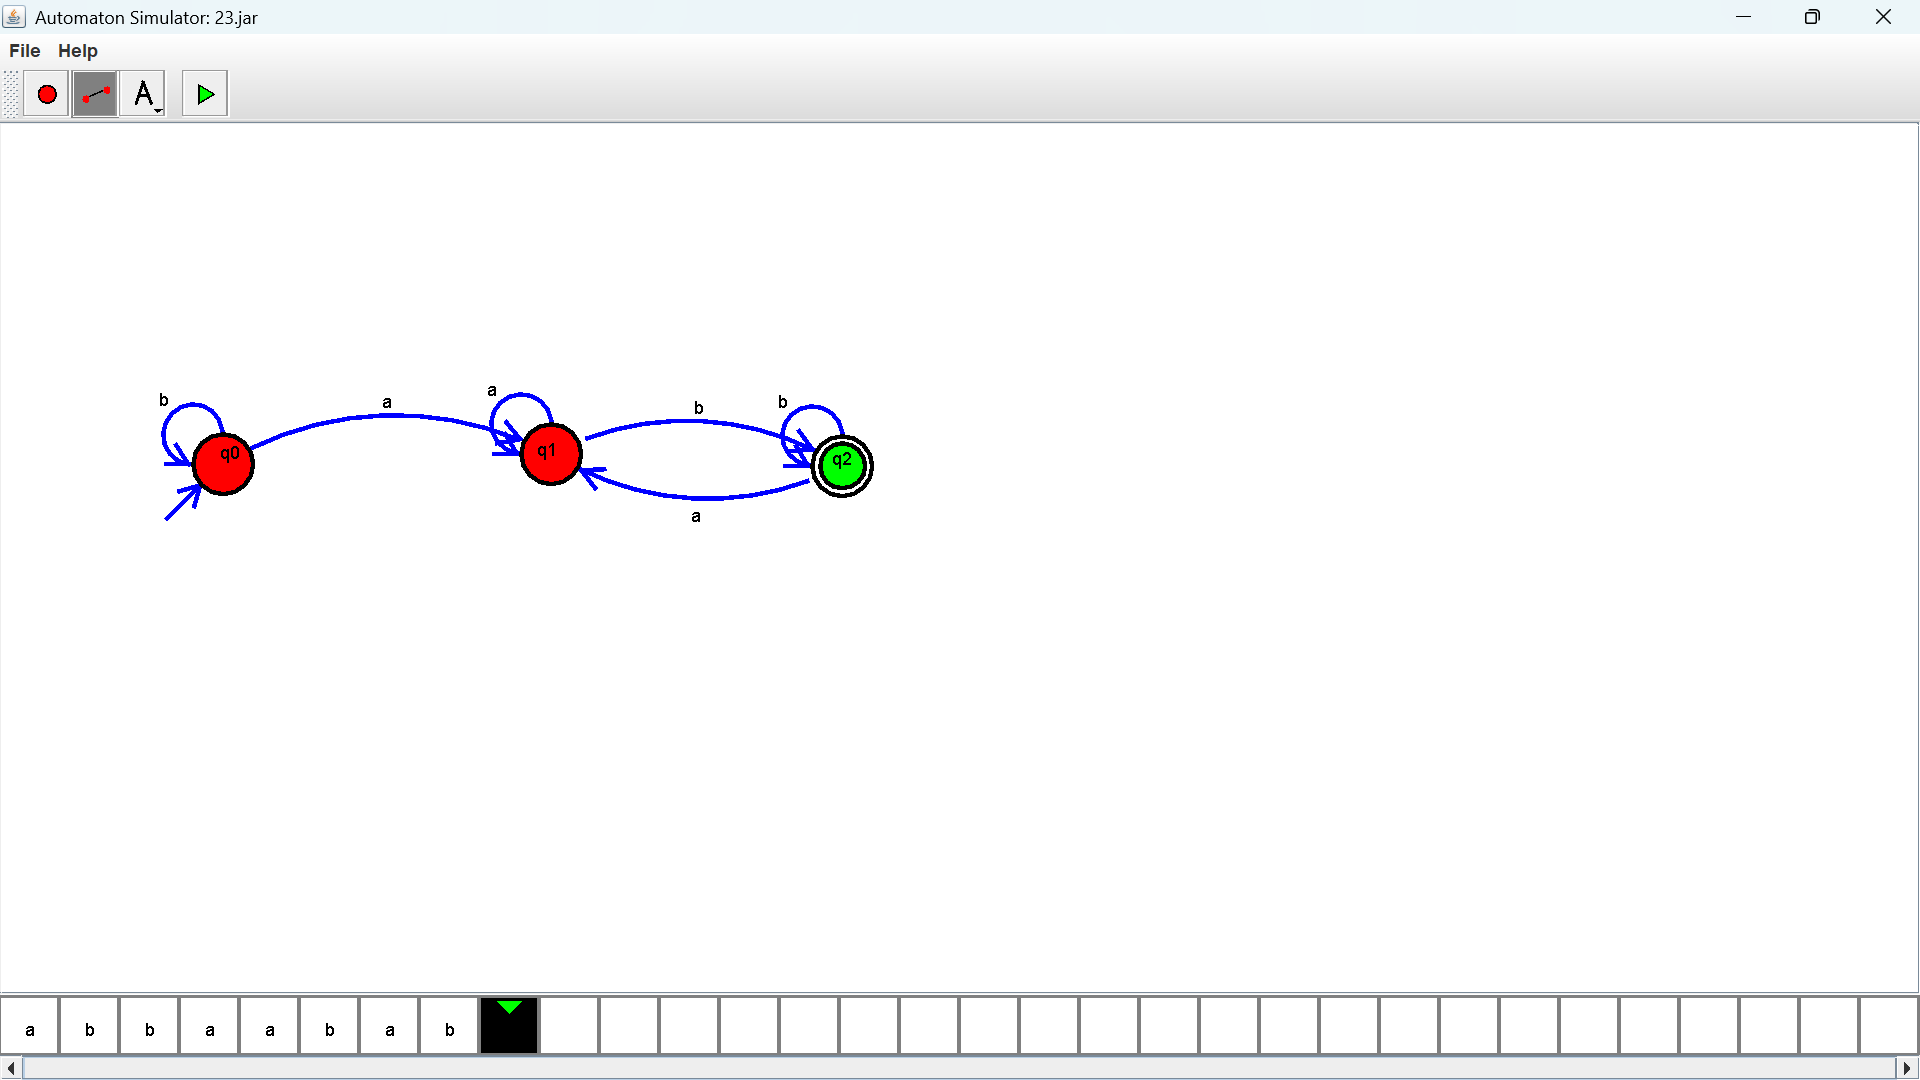 Automaton Simulator: 23.jar
File Help
A
b a a b b
q0 q1 q2
a
a b b a a b a b